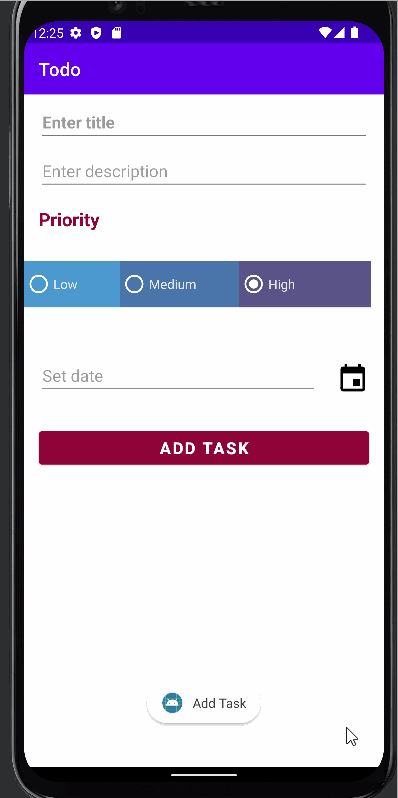 12:25
Todo
Enter title
Enter description
Priority
Low Medium High
Set date
ADD TASK
Add Task